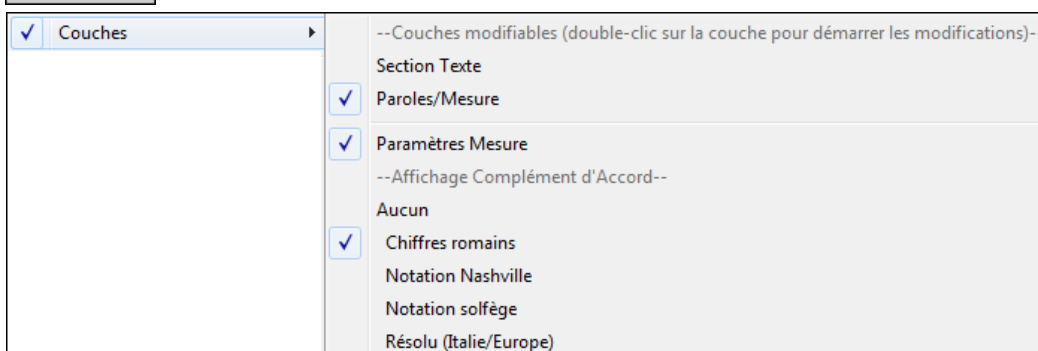 Couches
--Couches modifiables (double-clic sur la couche pour démarrer les modifications)-
Section Texte
Paroles/Mesure
Paramètres Mesure
--Affichage Complément d'Accord--
Aucun
Chiffres romains
Notation Nashville
Notation solfège
Résolu (Italie/Europe)